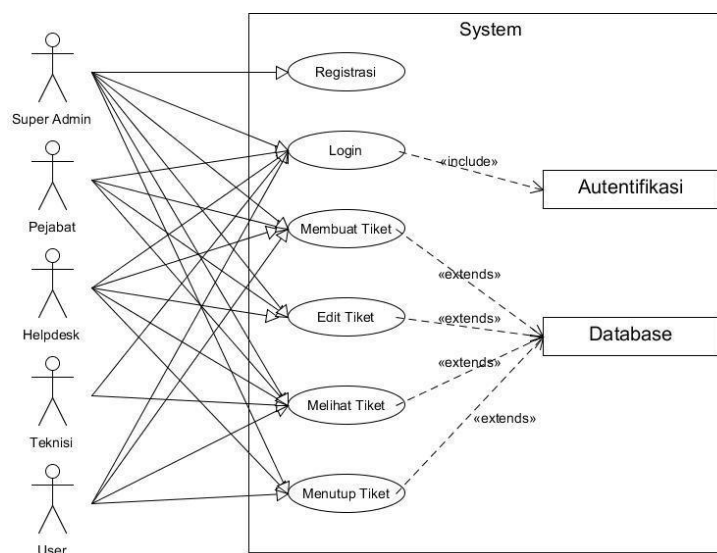 System
Super Admin
Registrasi
Pejabat
Login
«include»
Autentifikasi
Helpdesk
Membuat Tiket
«extends»
Edit Tiket
«extends»
Database
Teknisi
Melihat Tiket
«extends»
«extends»
User
Menutup Tiket